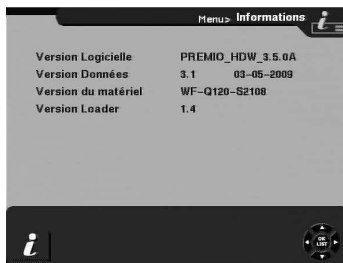 Menu> Informations
Version Logicielle PREMIO_HDW_3.5.0A
Version Données 3.1 03-05-2009
Version du matériel WF-Q120-S2108
Version Loader 1.4
OK
LIST